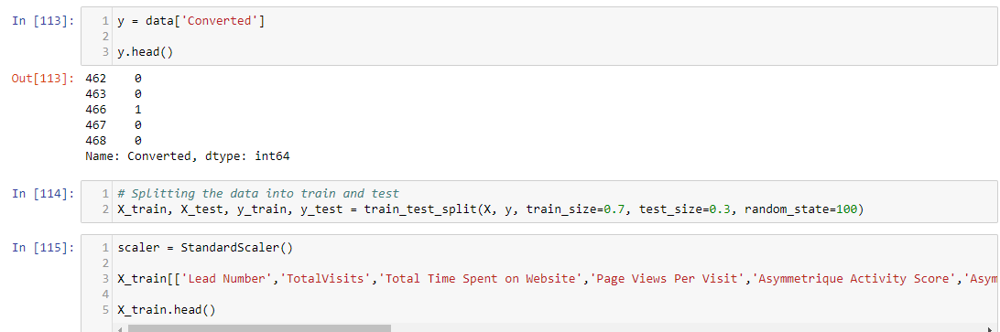 In [113]:
1 y = data['Converted']
2
3 y.head()
Out[113]:
462 0
463 0
466 1
467 0
468 0
Name: Converted, dtype: int64
In [114]:
1 # Splitting the data into train and test
2 X_train, X_test, y_train, y_test = train_test_split(X, y, train_size=0.7, test_size=0.3, random_state=100)
In [115]:
1 scaler = StandardScaler()
2
3 X_train[['Lead Number','TotalVisits','Total Time Spent on Website','Page Views Per Visit','Asymmetrique Activity Score','Asym
4
5 X_train.head()